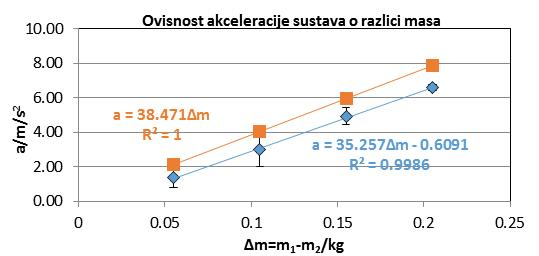 Ovisnost akceleracije sustava o razlici masa
10.00
8.00
6.00
4.00
2.00
0.00
a/m/s²
a = 38.471Δm
R² = 1
a = 35.257Δm - 0.6091
R² = 0.9986
0 0.05 0.1 0.15 0.2 0.25
Δm=m₁-m₂/kg